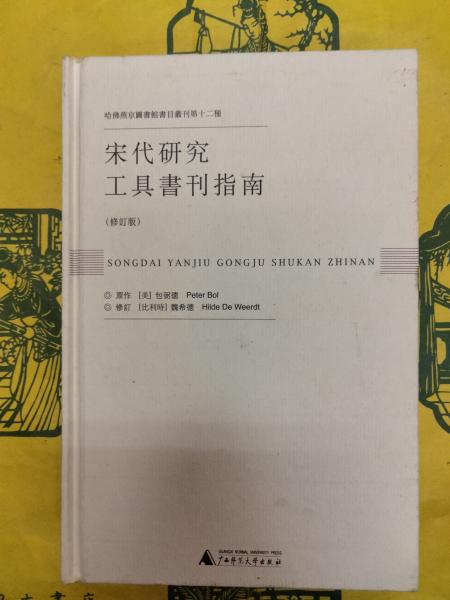 哈佛燕京圖書館書目叢刊第十二種
宋代研究
工具書刊指南
(修訂版)
SONGDAI YANJIU GONGJU SHUKAN ZHINAN
◎ 原作 [美] 包弼德 Peter Bol
◎ 修訂 [比利時] 魏希德 Hilde De Weerdt
GUANGXI NORMAL UNIVERSITY PRESS
广西师范大学出版社